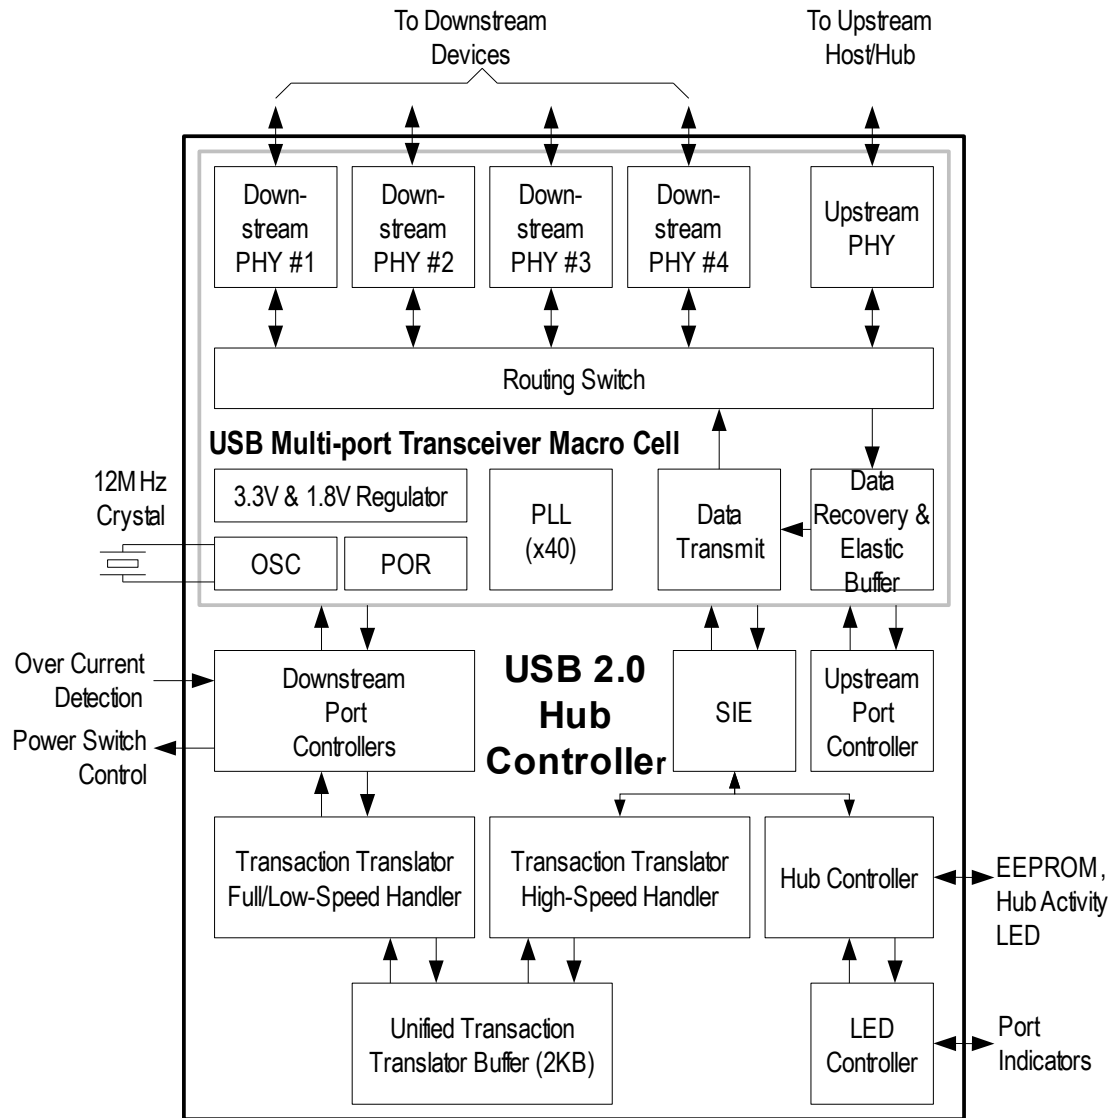 To Downstream
Devices
To Upstream
Host/Hub
Down-
stream
PHY #1
Down-
stream
PHY #2
Down-
stream
PHY #3
Down-
stream
PHY #4
Upstream
PHY
Routing Switch
USB Multi-port Transceiver Macro Cell
12MHz
Crystal
3.3V & 1.8V Regulator
OSC
POR
PLL
(x40)
Data
Transmit
Data
Recovery &
Elastic
Buffer
Over Current
Detection
Power Switch
Control
Downstream
Port
Controllers
USB 2.0
Hub
Controller
SIE
Upstream
Port
Controller
Transaction Translator
Full/Low-Speed Handler
Transaction Translator
High-Speed Handler
Hub Controller
EEPROM,
Hub Activity
LED
Unified Transaction
Translator Buffer (2KB)
LED
Controller
Port
Indicators